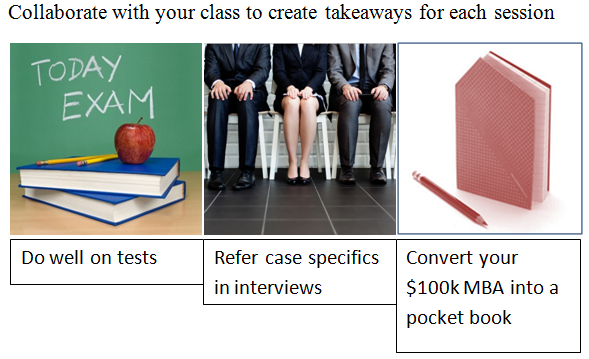 Collaborate with your class to create takeaways for each session
TODAY
EXAM
Do well on tests
Refer case specifics
in interviews
Convert your
$100k MBA into a
pocket book